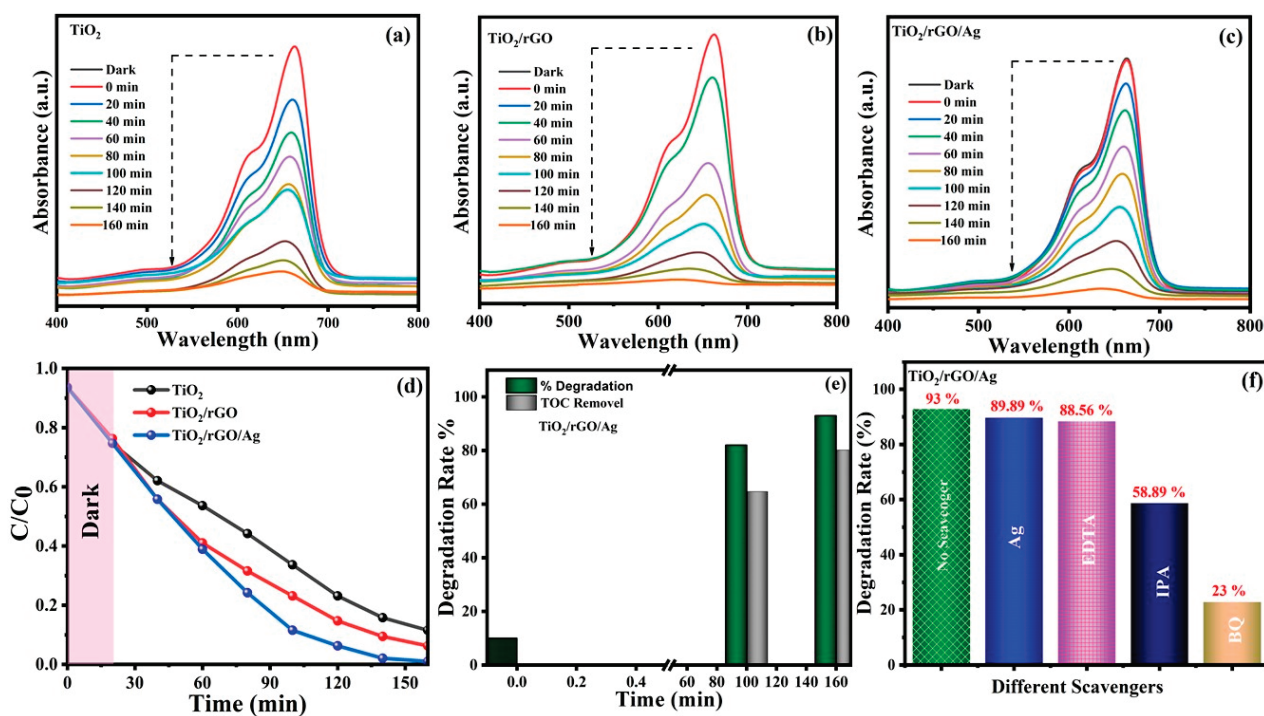 TiO2
(a)
Dark
0 min
20 min
40 min
60 min
80 min
100 min
120 min
140 min
160 min
Absorbance (a.u.)
400 500 600 700 800
Wavelength (nm)
TiO2/rGO
(b)
Dark
0 min
20 min
40 min
60 min
80 min
100 min
120 min
140 min
160 min
Absorbance (a.u.)
400 500 600 700 800
Wavelength (nm)
TiO2/rGO/Ag
(c)
Dark
0 min
20 min
40 min
60 min
80 min
100 min
120 min
140 min
160 min
Absorbance (a.u.)
400 500 600 700 800
Wavelength (nm)
(d)
TiO2
TiO2/rGO
TiO2/rGO/Ag
Dark
C/C0
1.0
0.8
0.6
0.4
0.2
0.0
0 30 60 90 120 150
Time (min)
(e)
% Degradation
TOC Removel
TiO2/rGO/Ag
Degradation Rate %
100
80
60
40
20
0
0.0 0.2 0.4 60 80 100 120 140 160
Time (min)
TiO2/rGO/Ag
(f)
Degradation Rate (%)
100
80
60
40
20
0
93 %
89.89 %
88.56 %
58.89 %
23 %
No Scavenger
Ag
EDTA
IPA
BQ
Different Scavengers